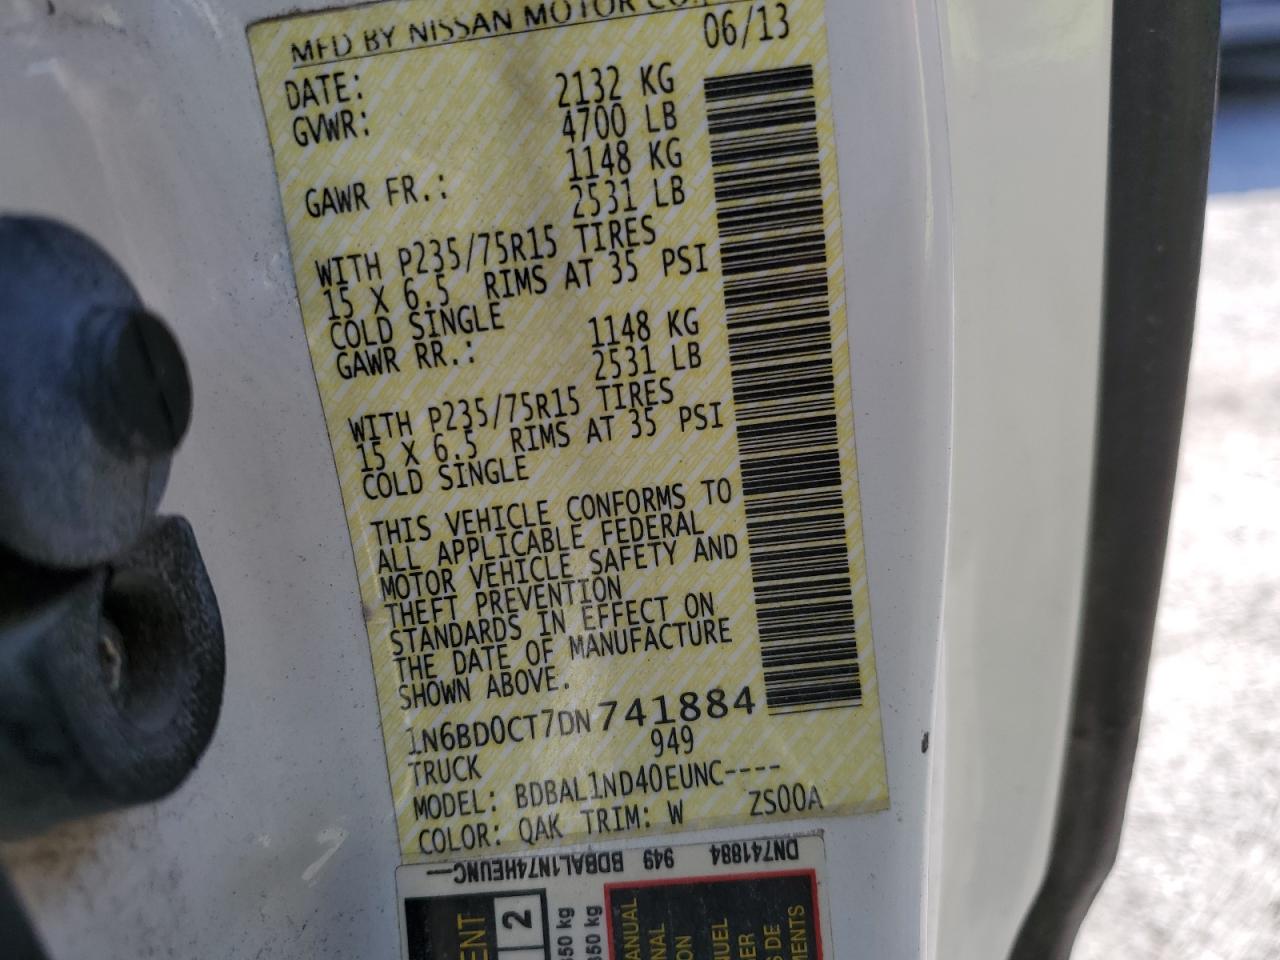 MFD BY NISSAN MOTOR CO.
DATE: 06/13
GVWR: 2132 KG
4700 LB
GAWR FR.: 1148 KG
2531 LB
WITH P235/75R15 TIRES
15 X 6.5 RIMS AT 35 PSI
COLD SINGLE
GAWR RR.: 1148 KG
2531 LB
WITH P235/75R15 TIRES
15 X 6.5 RIMS AT 35 PSI
COLD SINGLE
THIS VEHICLE CONFORMS TO
ALL APPLICABLE FEDERAL
MOTOR VEHICLE SAFETY AND
THEFT PREVENTION
STANDARDS IN EFFECT ON
THE DATE OF MANUFACTURE
SHOWN ABOVE.
1N6BD0CT7DN741884
TRUCK 949
MODEL: BDBAL1ND40EUNC----
COLOR: QAK TRIM: W ZS00A
DN741884 949 BDBAL1N74HEUNC—
2